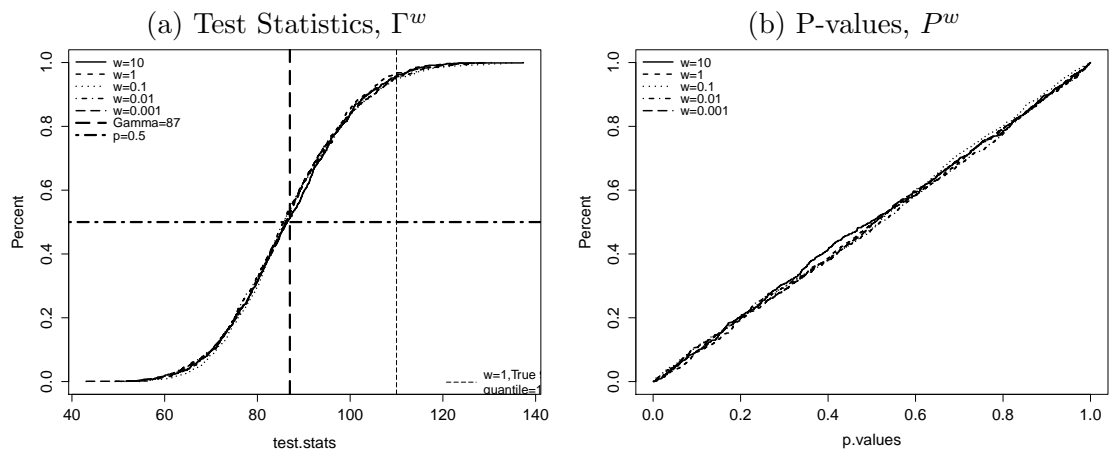 (a) Test Statistics, Γ^w
w=10
w=1
w=0.1
w=0.01
w=0.001
Gamma=87
p=0.5
Percent
0.0
0.2
0.4
0.6
0.8
1.0
w=1,True
quantile=1
40
60
80
100
120
140
test.stats
(b) P-values, P^w
w=10
w=1
w=0.1
w=0.01
w=0.001
Percent
0.0
0.2
0.4
0.6
0.8
1.0
0.0
0.2
0.4
0.6
0.8
1.0
p.values